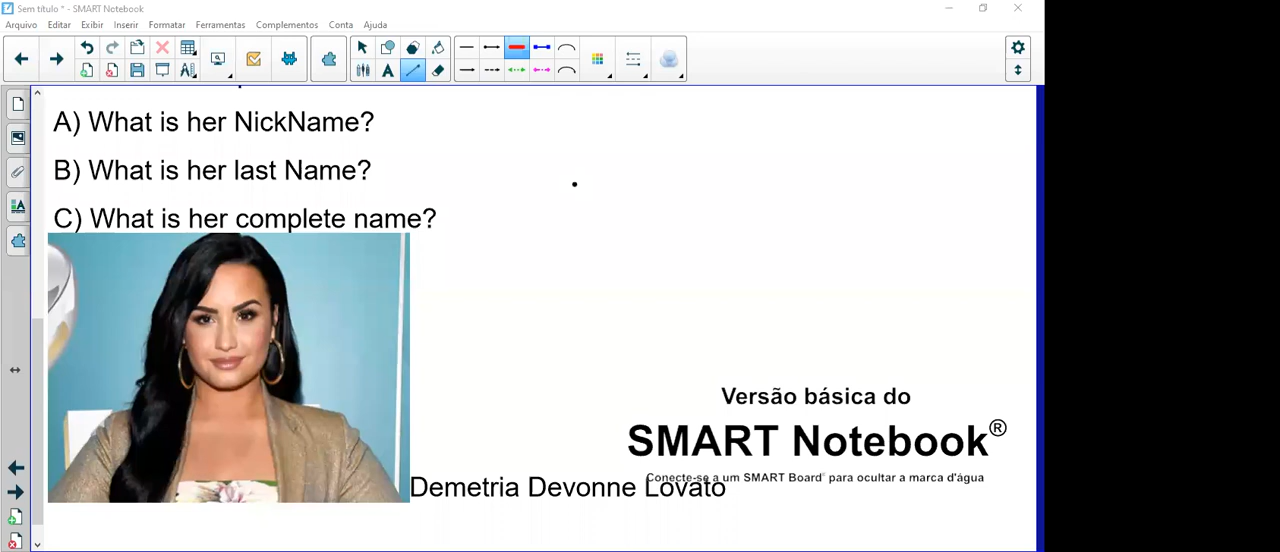 Sem título * - SMART Notebook
Arquivo Editar Exibir Inserir Formatar Ferramentas Complementos Conta Ajuda
A) What is her NickName?
B) What is her last Name?
C) What is her complete name?
Versão básica do
SMART Notebook®
Conecte-se a um SMART Board® para ocultar a marca d'água
Demetria Devonne Lovato